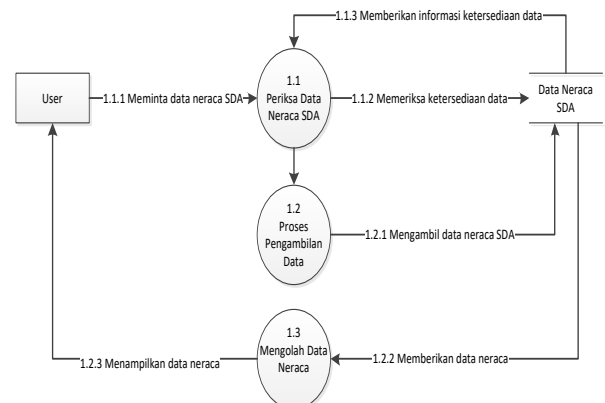 1.1.3 Memberikan informasi ketersediaan data
User
1.1.1 Meminta data neraca SDA
1.1
Periksa Data
Neraca SDA
1.1.2 Memeriksa ketersediaan data
Data Neraca
SDA
1.2
Proses
Pengambilan
Data
1.2.1 Mengambil data neraca SDA
1.2.3 Menampilkan data neraca
1.3
Mengolah Data
Neraca
1.2.2 Memberikan data neraca